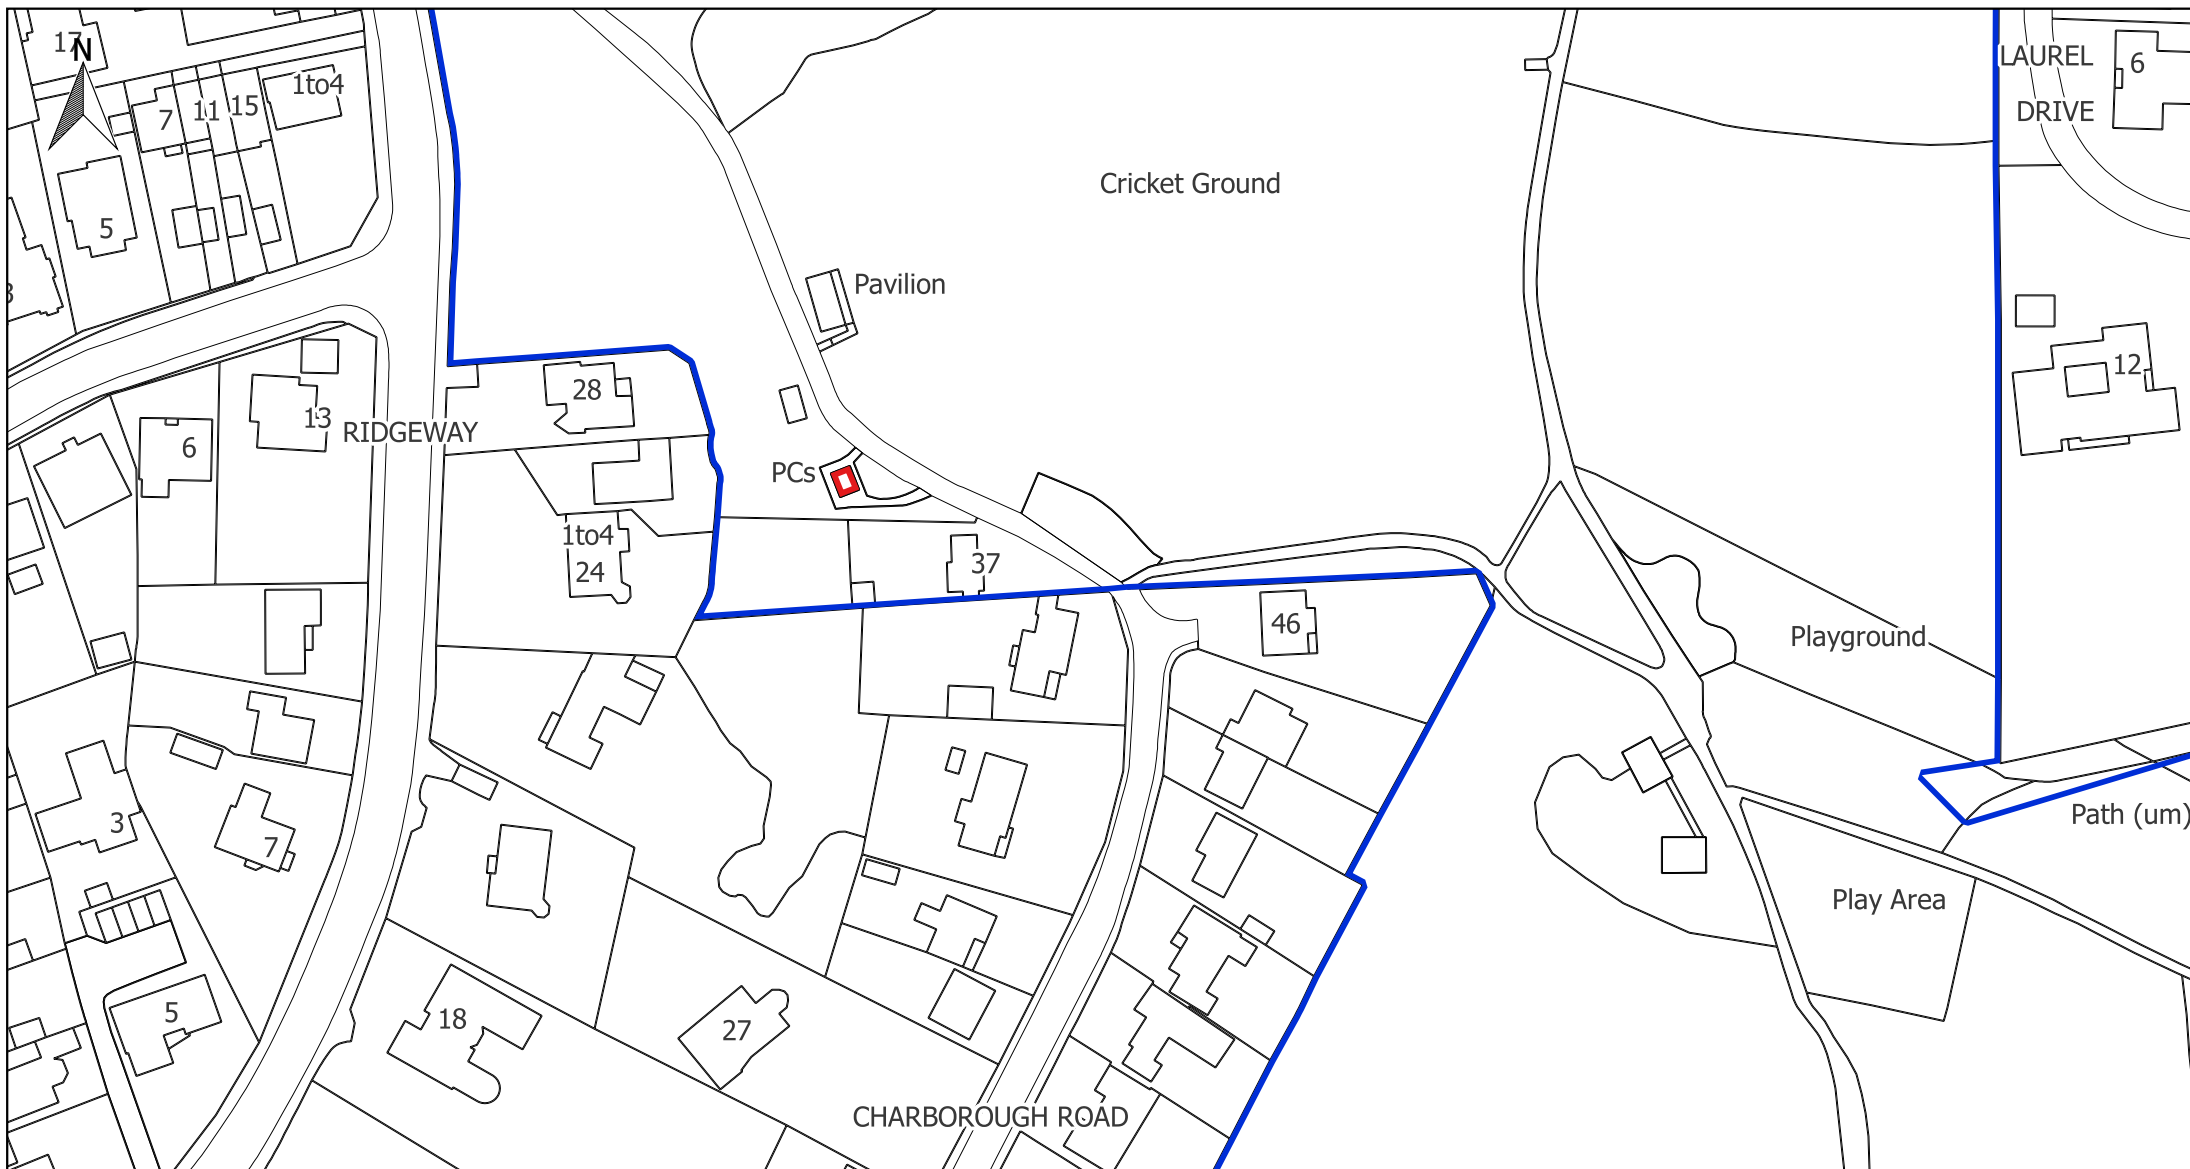 17
N
LAUREL
6
1to4
7
11
15
DRIVE
Cricket Ground
5
Pavilion
12
28
13
RIDGEWAY
6
PCs
1to4
37
24
46
Playground
3
7
Path (um)
Play Area
5
18
27
CHARBOROUGH ROAD